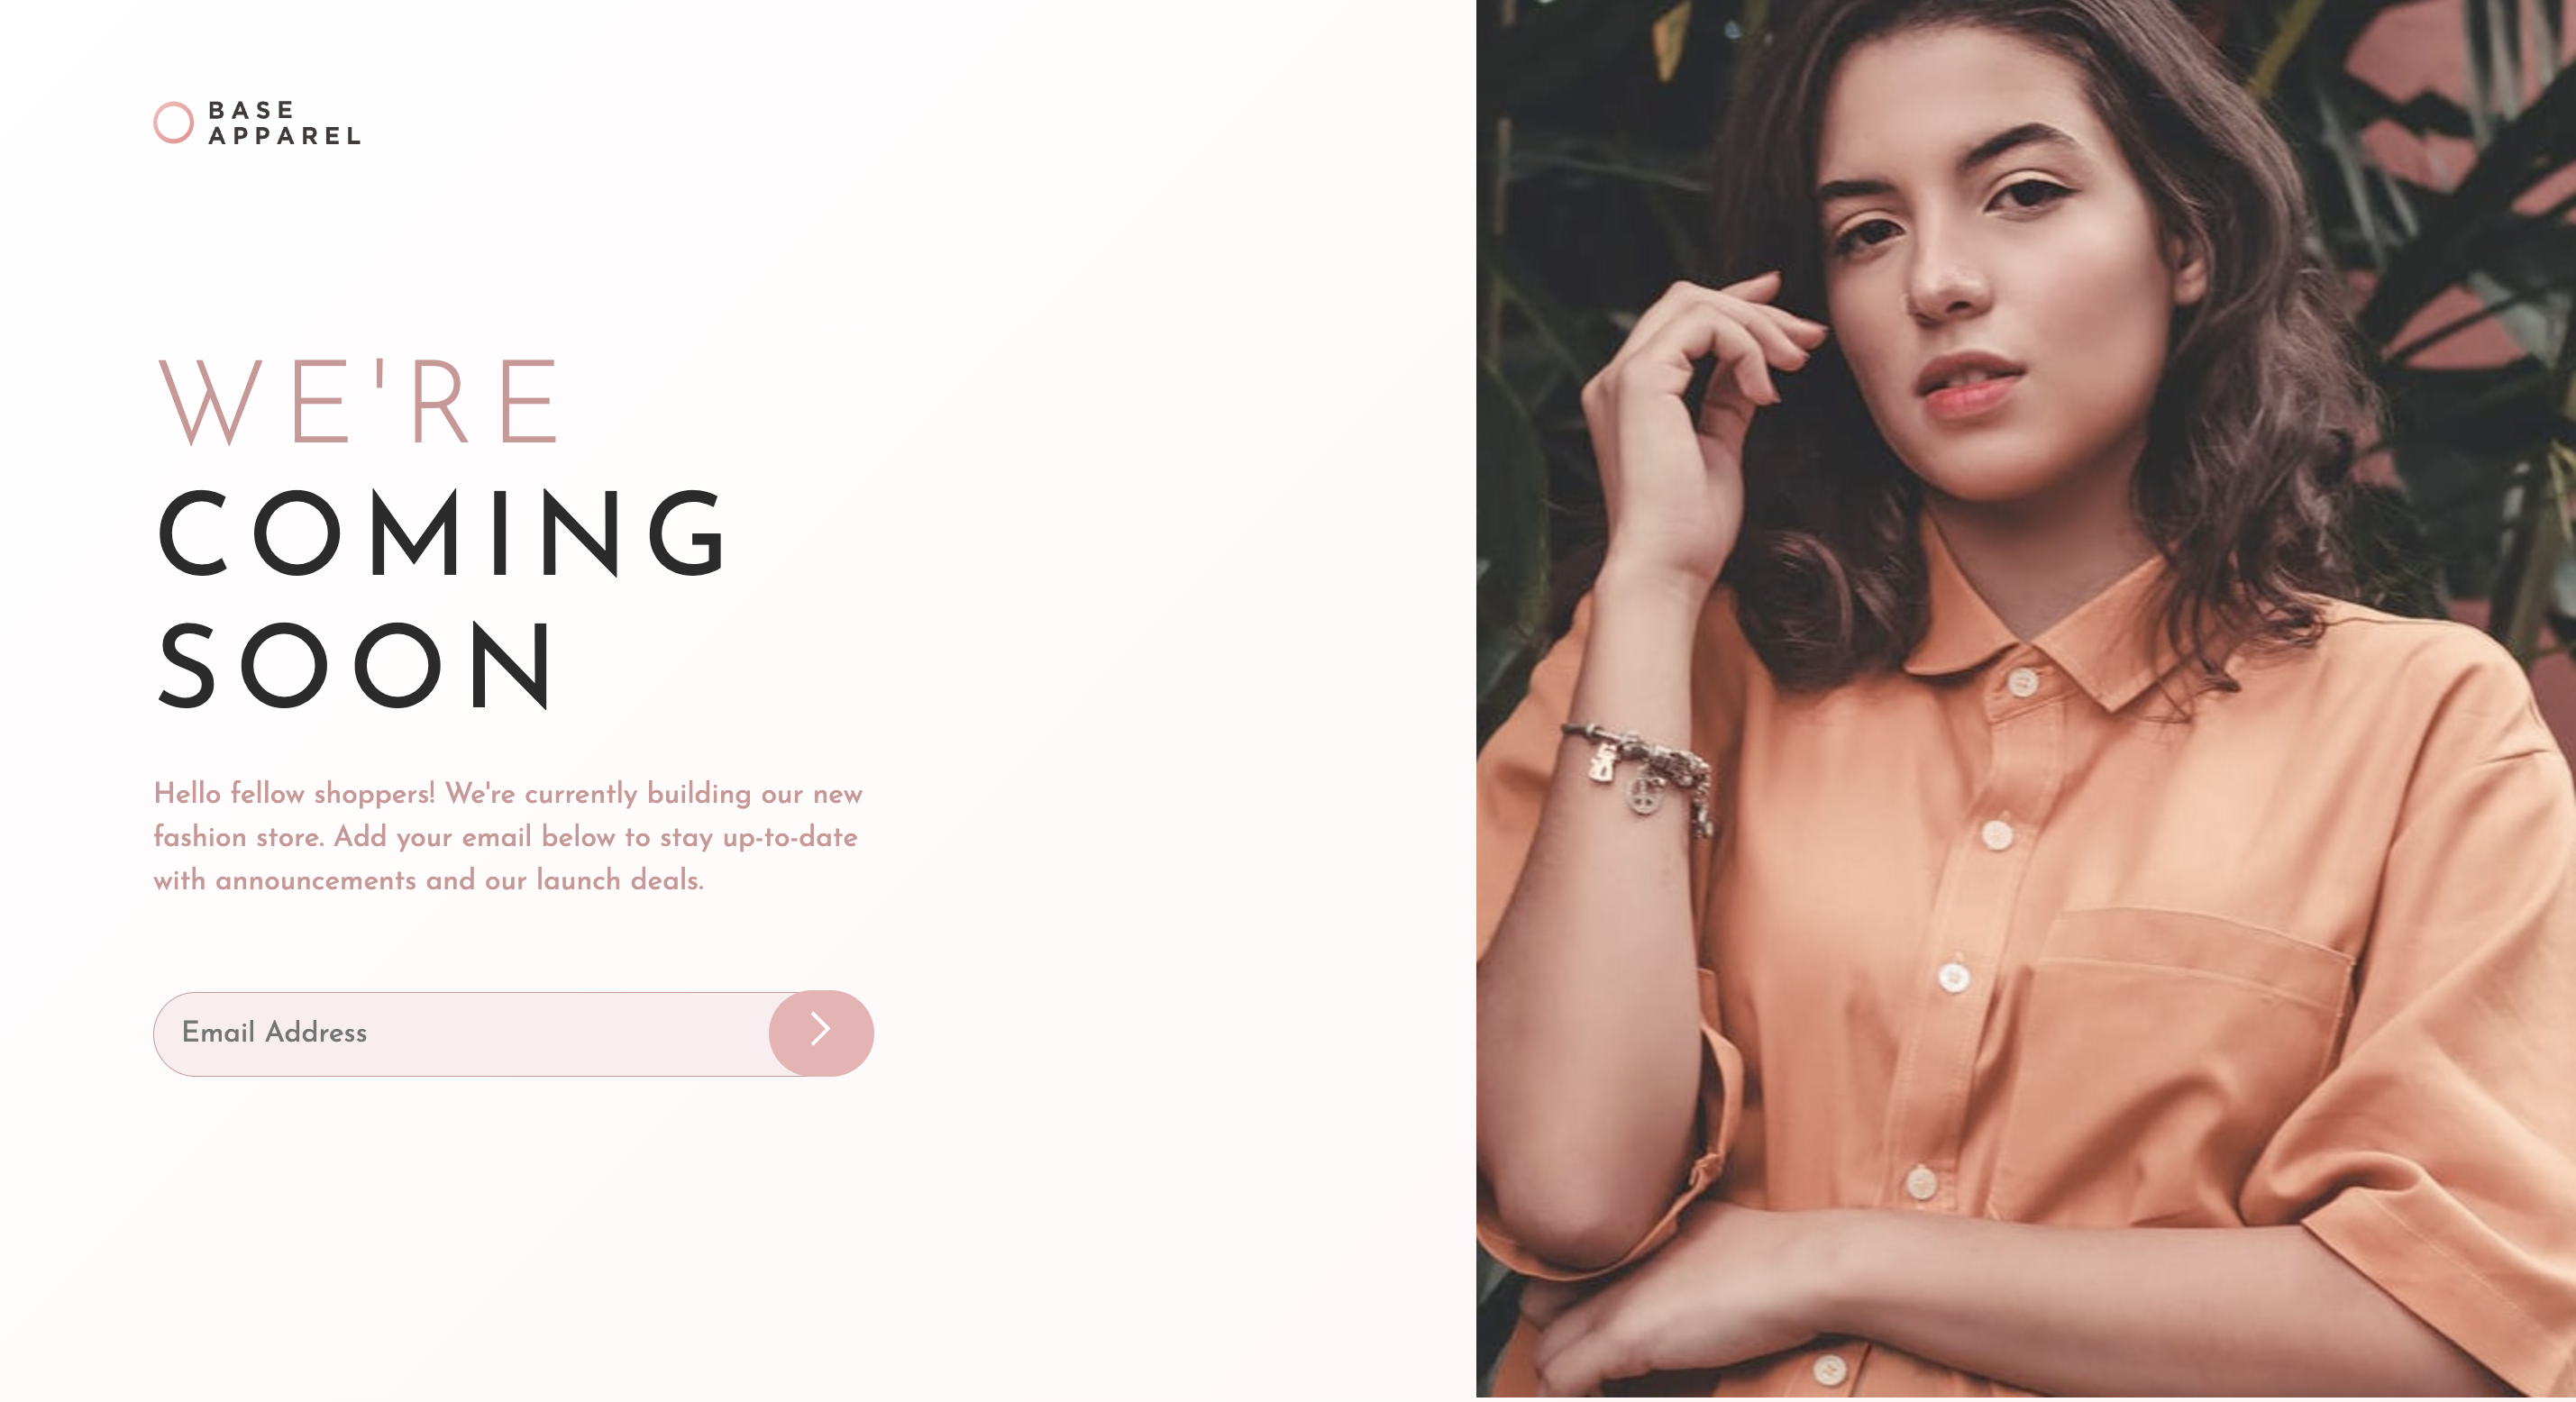 BASE
APPAREL
WE'RE
COMING
SOON
Hello fellow shoppers! We're currently building our new
fashion store. Add your email below to stay up-to-date
with announcements and our launch deals.
Email Address